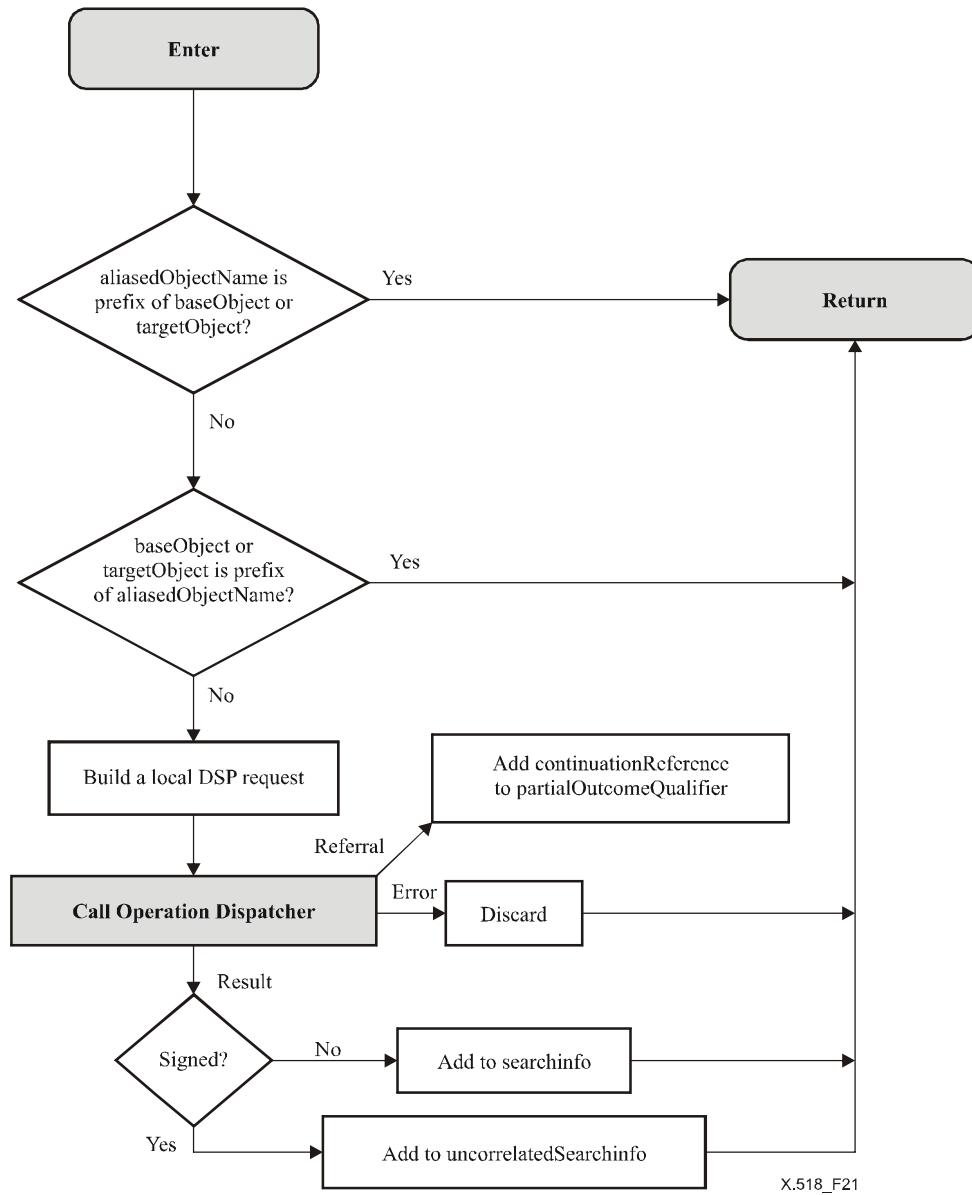 Enter
aliasedObjectName is
prefix of baseObject or
targetObject?
Yes
Return
No
baseObject or
targetObject is prefix
of aliasedObjectName?
Yes
No
Build a local DSP request
Add continuationReference
to partialOutcomeQualifier
Referral
Call Operation Dispatcher
Error
Discard
Result
Signed?
No
Add to searchinfo
Yes
Add to uncorrelatedSearchinfo
X.518_F21